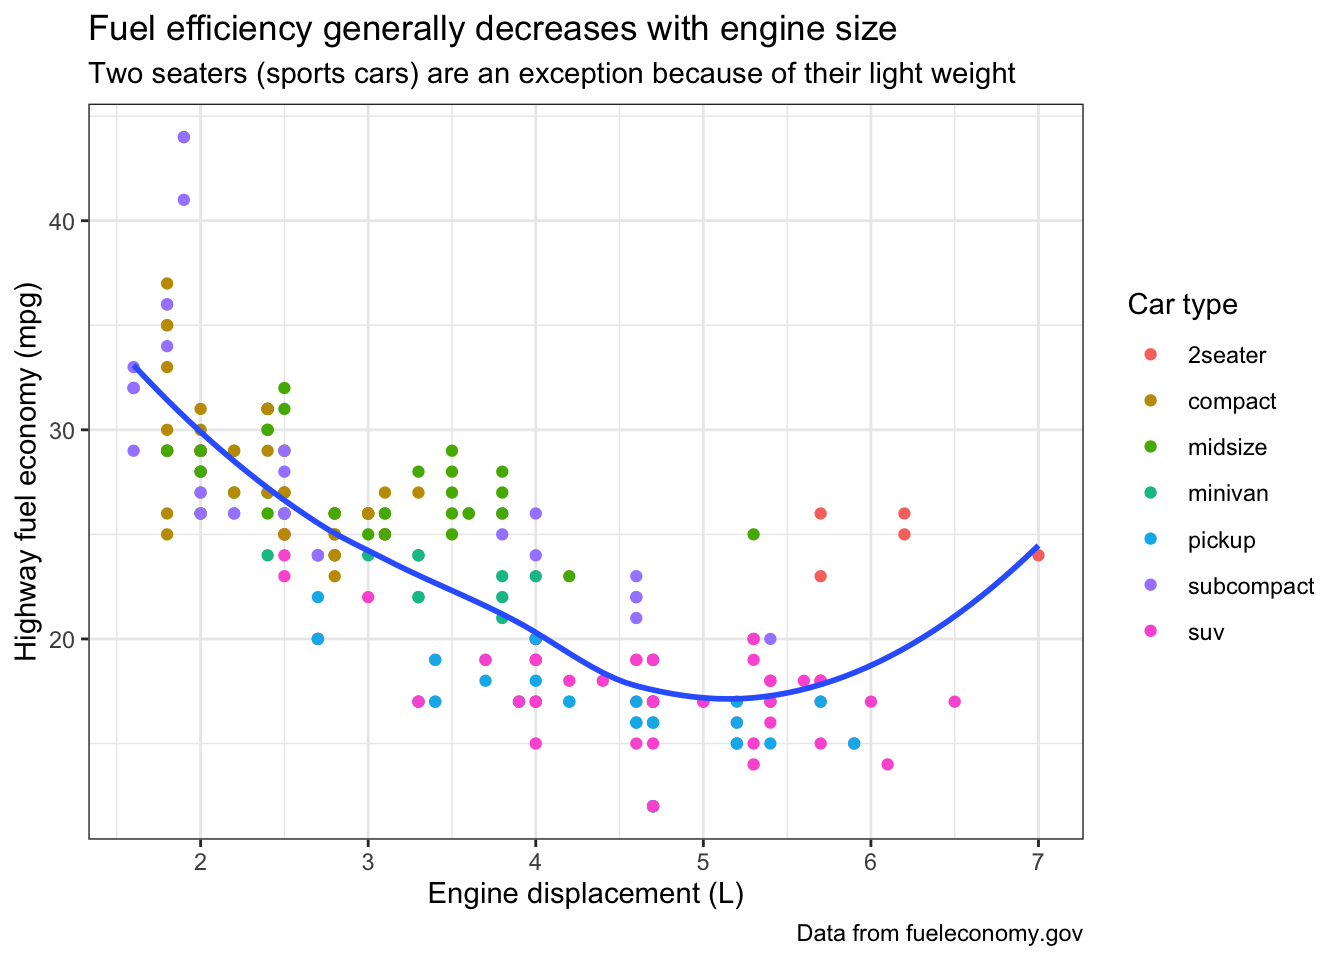 Fuel efficiency generally decreases with engine size
Two seaters (sports cars) are an exception because of their light weight
Highway fuel economy (mpg)
40
30
20
2 3 4 5 6 7
Engine displacement (L)
Car type
2seater
compact
midsize
minivan
pickup
subcompact
suv
Data from fueleconomy.gov